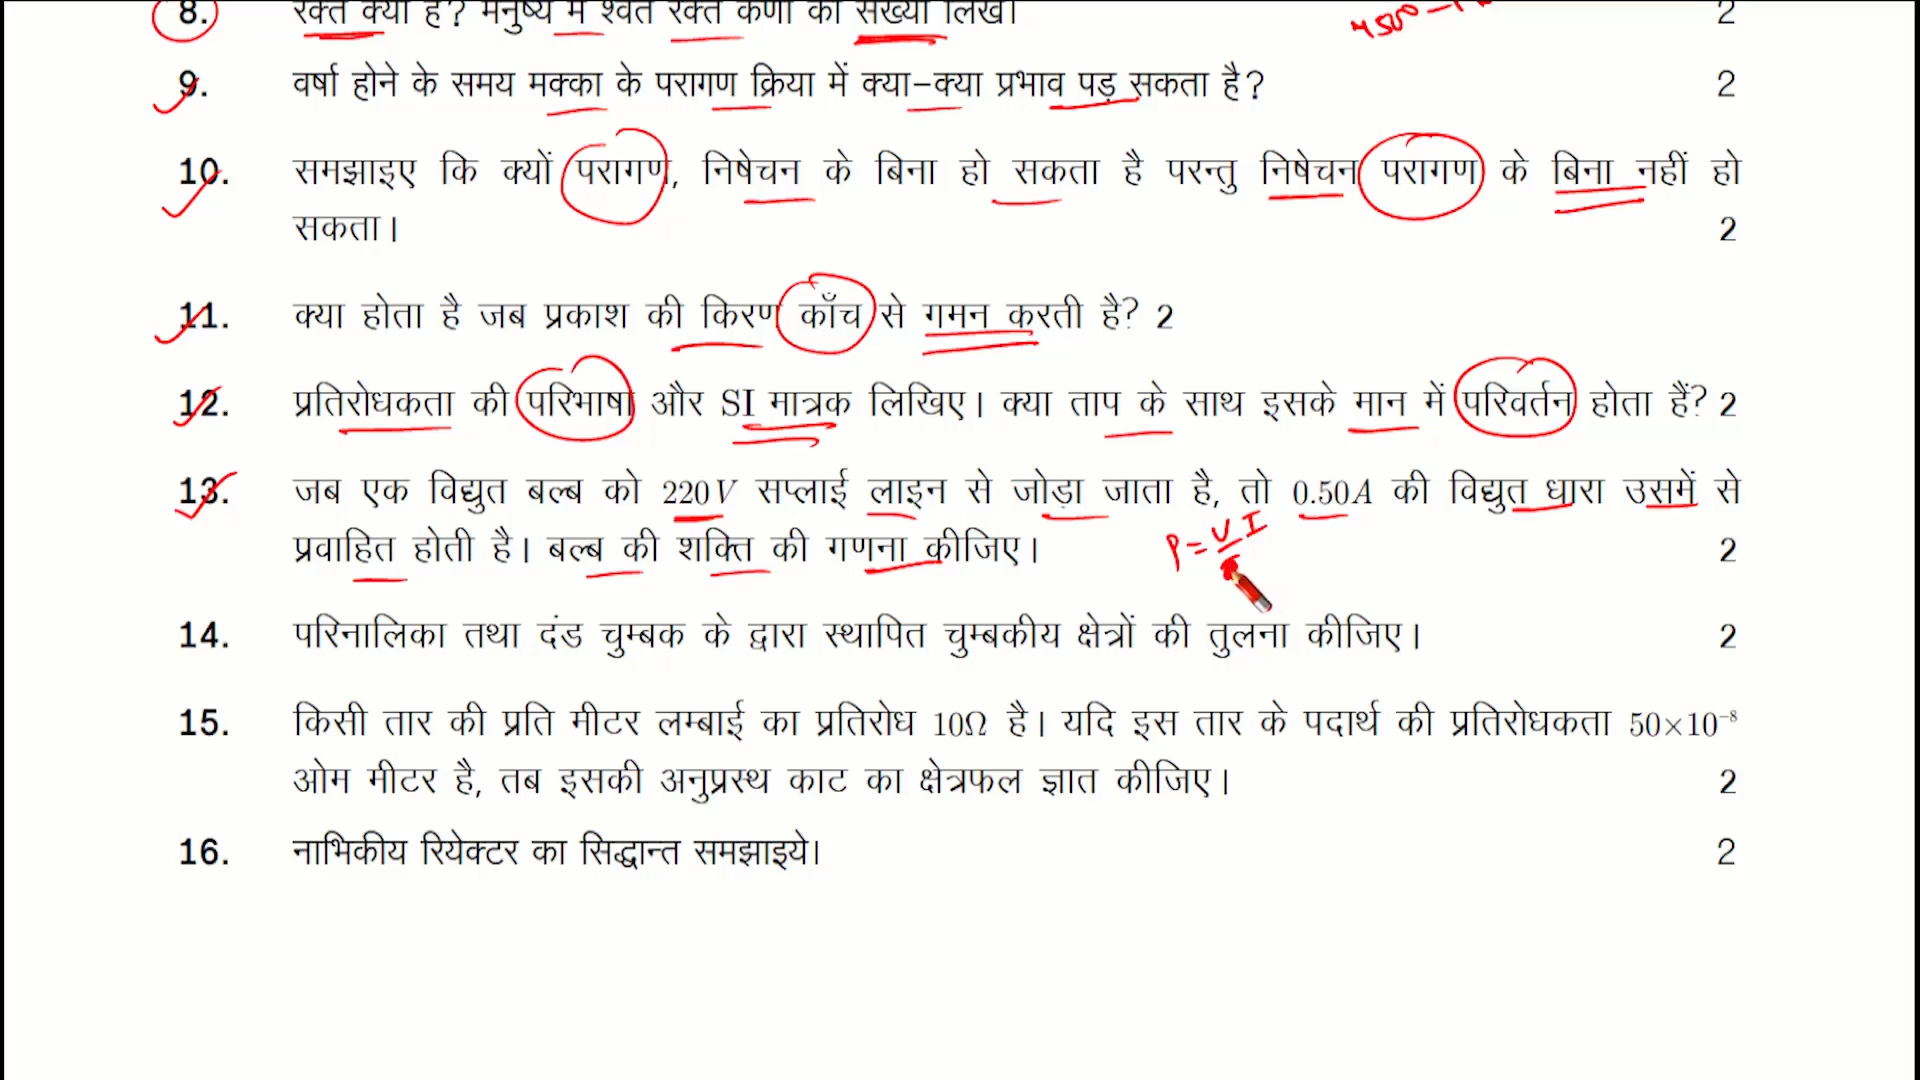 8. रक्त क्या है? मनुष्य में श्वेत रक्त कणों की संख्या लिखें। 2
9. वर्षा होने के समय मक्का के परागण क्रिया में क्या-क्या प्रभाव पड़ सकता है? 2
10. समझाइए कि क्यों परागण, निषेचन के बिना हो सकता है परन्तु निषेचन परागण के बिना नहीं हो
सकता। 2
11. क्या होता है जब प्रकाश की किरण काँच से गमन करती है? 2
12. प्रतिरोधकता की परिभाषा और SI मात्रक लिखिए। क्या ताप के साथ इसके मान में परिवर्तन होता हैं? 2
13. जब एक विद्युत बल्ब को 220V सप्लाई लाइन से जोड़ा जाता है, तो 0.50A की विद्युत धारा उसमें से
प्रवाहित होती है। बल्ब की शक्ति की गणना कीजिए। P = VI 2
14. परिनालिका तथा दंड चुम्बक के द्वारा स्थापित चुम्बकीय क्षेत्रों की तुलना कीजिए। 2
15. किसी तार की प्रति मीटर लम्बाई का प्रतिरोध 10Ω है। यदि इस तार के पदार्थ की प्रतिरोधकता 50×10⁻⁸
ओम मीटर है, तब इसकी अनुप्रस्थ काट का क्षेत्रफल ज्ञात कीजिए। 2
16. नाभिकीय रियेक्टर का सिद्धान्त समझाइये। 2